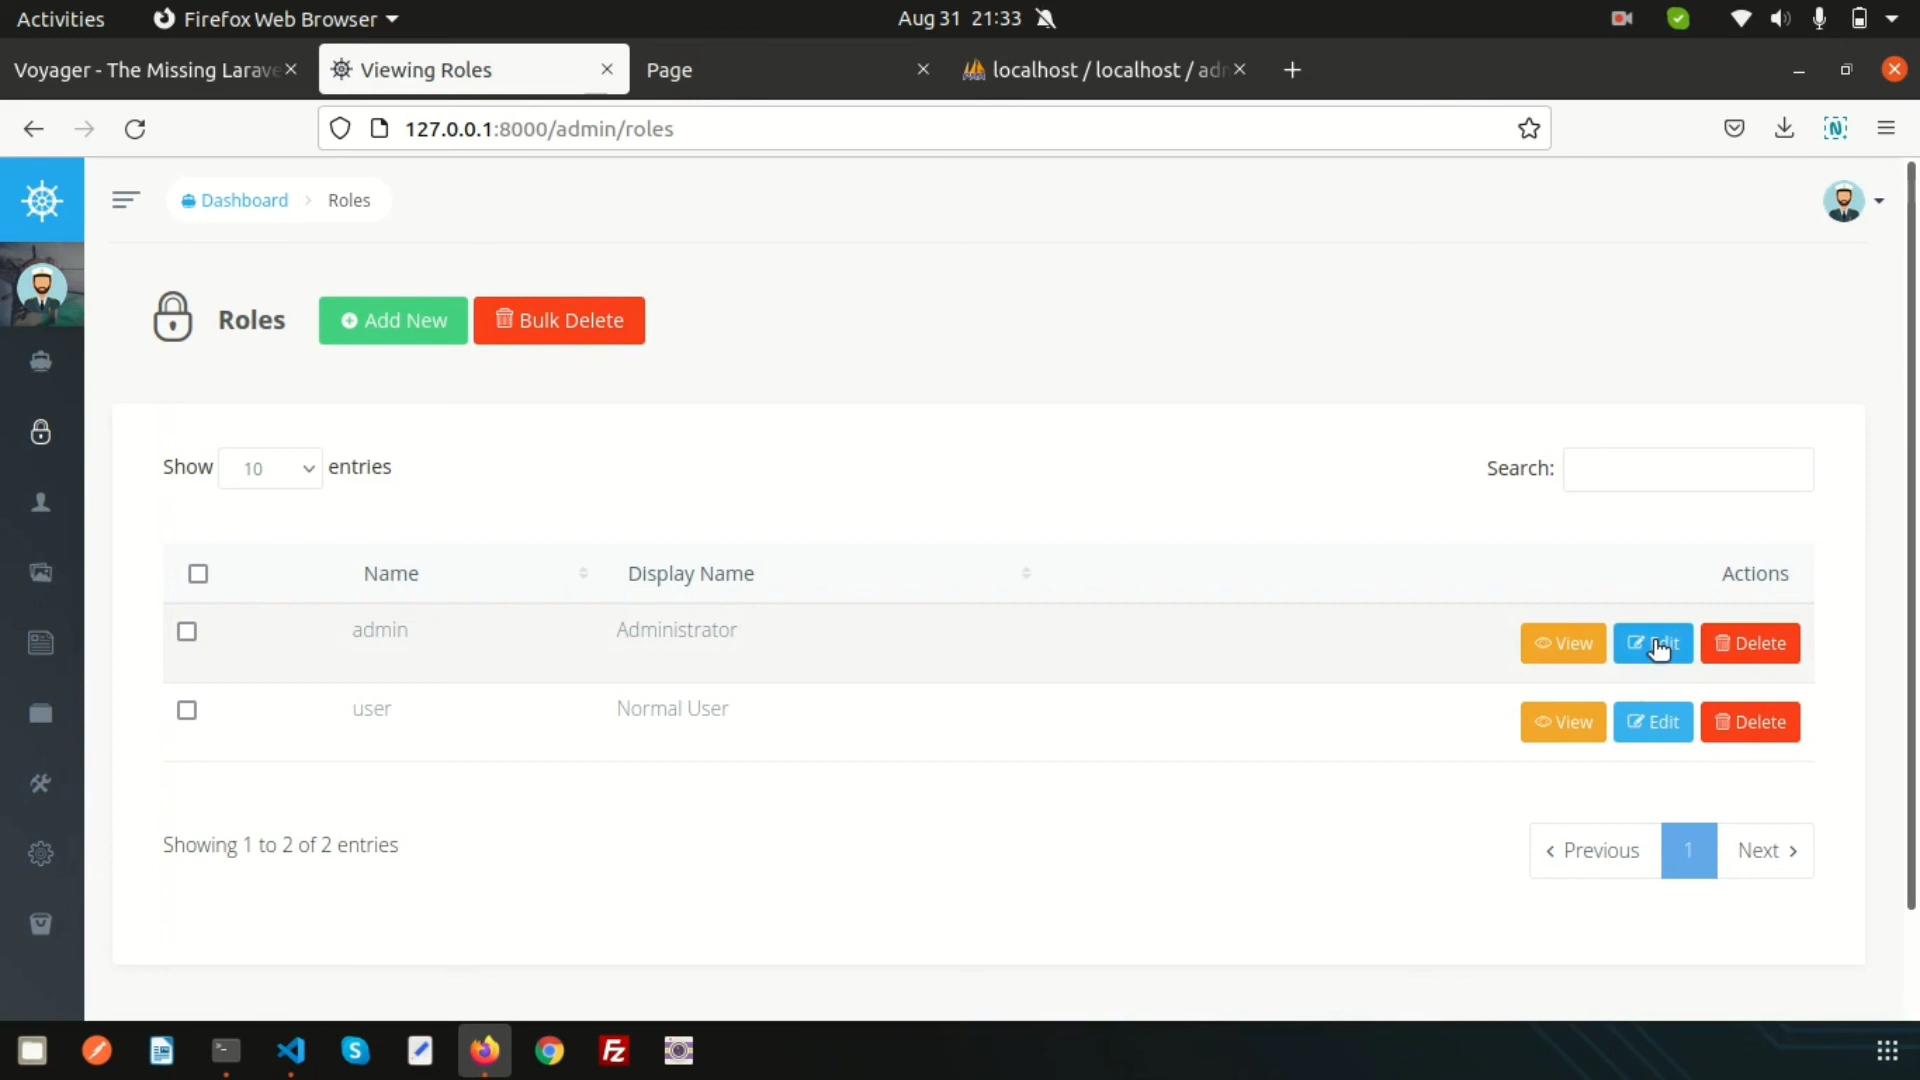 Activities Firefox Web Browser Aug 31 21:33
Voyager - The Missing Larave Viewing Roles Page localhost / localhost / adm
127.0.0.1:8000/admin/roles
Dashboard Roles
Roles Add New Bulk Delete
Show 10 entries Search:
Name Display Name Actions
admin Administrator View Edit Delete
user Normal User View Edit Delete
Showing 1 to 2 of 2 entries ‹ Previous 1 Next ›